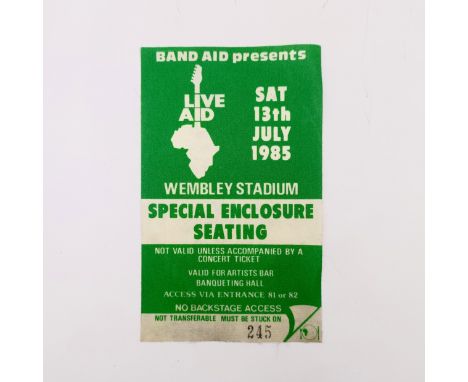 BAND AID presents
LIVE
AID
SAT
13th
JULY
1985
WEMBLEY STADIUM
SPECIAL ENCLOSURE
SEATING
NOT VALID UNLESS ACCOMPANIED BY A
CONCERT TICKET
VALID FOR ARTISTS BAR
BANQUETING HALL
ACCESS VIA ENTRANCE 81 or 82
NO BACKSTAGE ACCESS
NOT TRANSFERABLE MUST BE STUCK ON
245